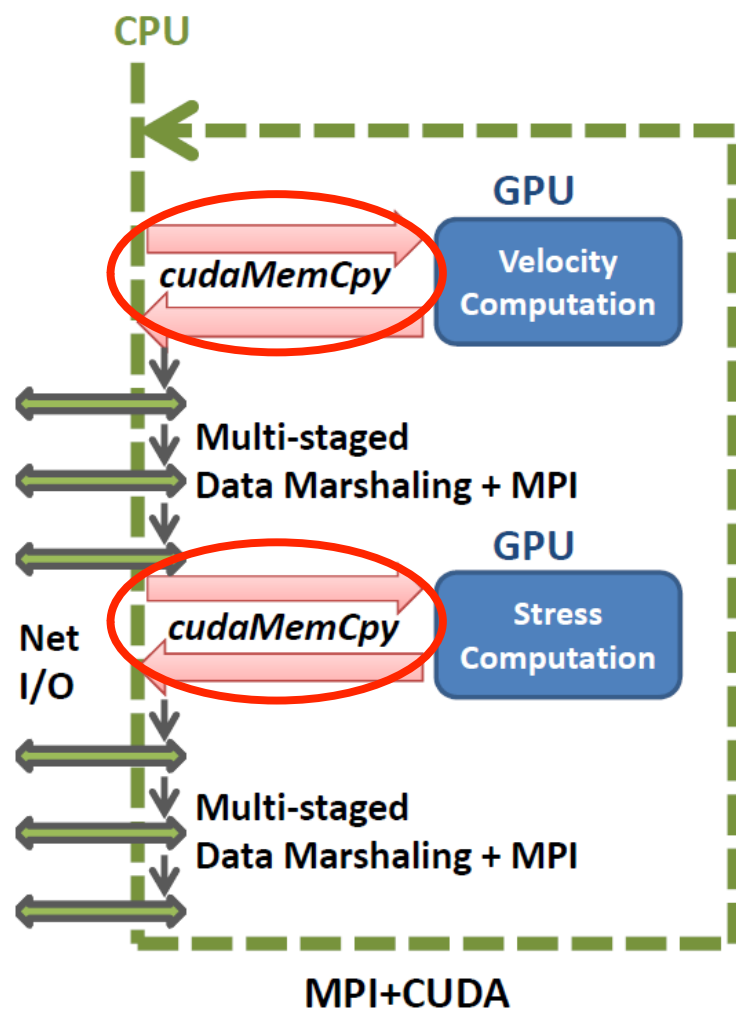 CPU
GPU
cudaMemCpy
Velocity
Computation
Multi-staged
Data Marshaling + MPI
GPU
cudaMemCpy
Stress
Computation
Net
I/O
Multi-staged
Data Marshaling + MPI
MPI+CUDA